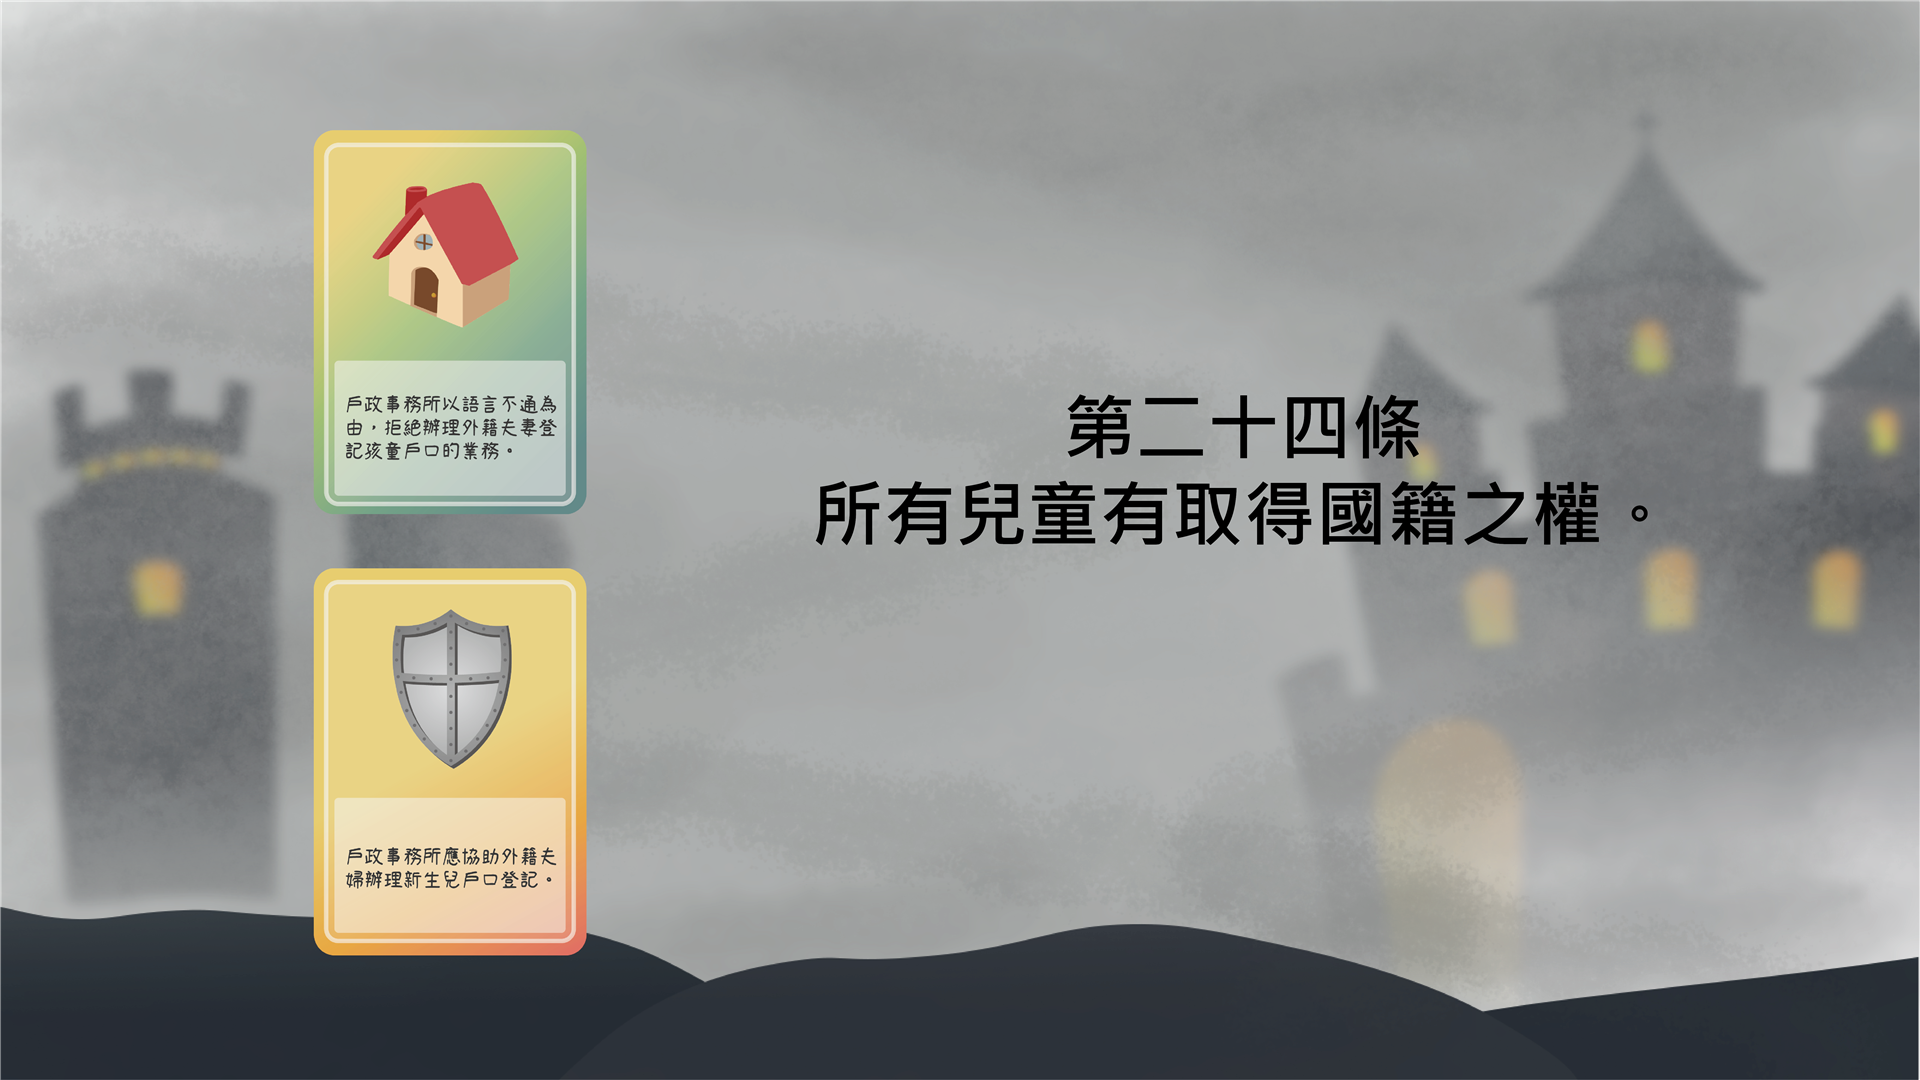 戶政事務所以語言不通為
由，拒絕辦理外籍夫妻登
記孩童戶口的業務。
戶政事務所應協助外籍夫
婦辦理新生兒戶口登記。
第二十四條
所有兒童有取得國籍之權。